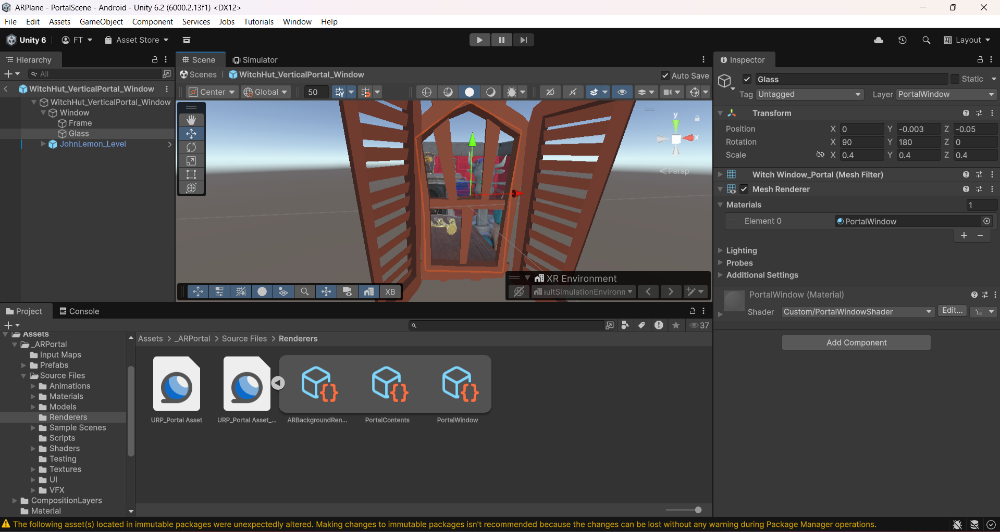 ARPlane - PortalScene - Android - Unity 6.2 (6000.2.13f1) <DX12>
File Edit Assets GameObject Component Services Jobs Tutorials Window Help
Unity 6 FT Asset Store Layout
Hierarchy
All
WitchHut_VerticalPortal_Window
WitchHut_VerticalPortal_Window
Window
Frame
Glass
JohnLemon_Level
Scene Simulator
Scenes WitchHut_VerticalPortal_Window Auto Save
Center Global 50 2D
y
x
Persp
XR Environment
aultSimulationEnvironn
XB
Inspector
Glass Static
Tag Untagged Layer PortalWindow
Transform
Position X 0 Y -0.003 Z -0.05
Rotation X 90 Y 180 Z 0
Scale X 0.4 Y 0.4 Z 0.4
Witch Window_Portal (Mesh Filter)
Mesh Renderer
Materials 1
Element 0 PortalWindow
Lighting
Probes
Additional Settings
PortalWindow (Material)
Shader Custom/PortalWindowShader Edit...
Add Component
Project Console
37
Assets
_ARPortal
Input Maps
Prefabs
Source Files
Animations
Materials
Models
Renderers
Sample Scenes
Scripts
Shaders
Testing
Textures
UI
VFX
CompositionLayers
Material
Assets > _ARPortal > Source Files > Renderers
URP_Portal Asset URP_Portal Asset_... ARBackgroundRen... PortalContents PortalWindow
The following asset(s) located in immutable packages were unexpectedly altered. Making changes to immutable packages isn't recommended because the changes can be lost without any warning during Package Manager operations.